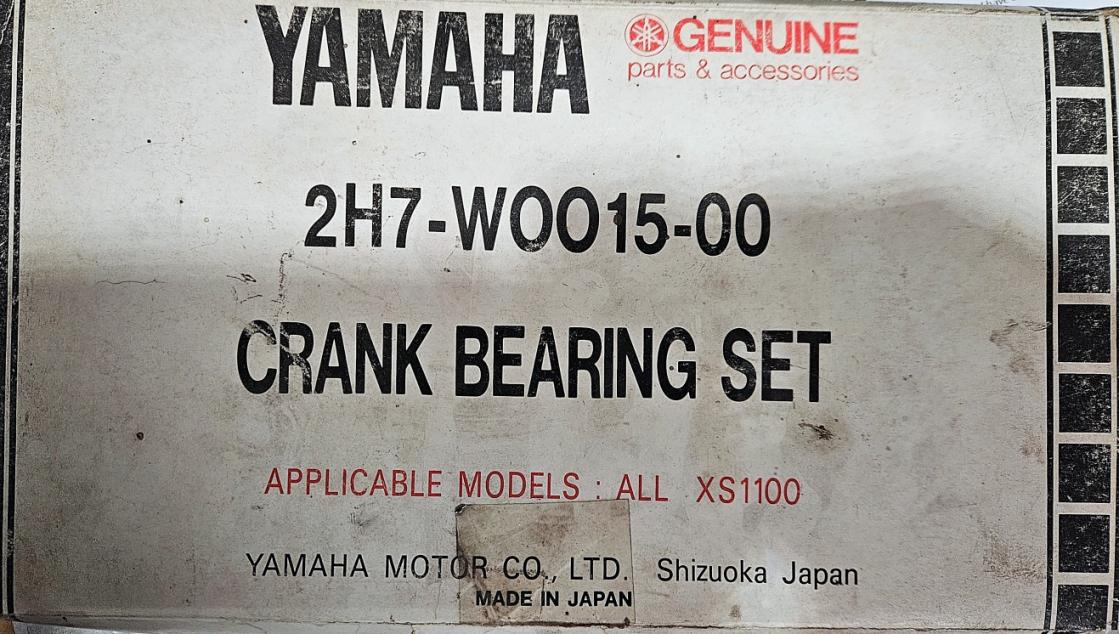 YAMAHA
GENUINE
parts & accessories
2H7-W0015-00
CRANK BEARING SET
APPLICABLE MODELS : ALL XS1100
YAMAHA MOTOR CO., LTD. Shizuoka Japan
MADE IN JAPAN